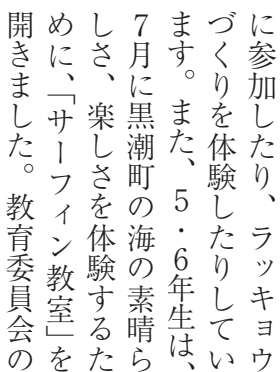 に参加したり、ラッキョウ
づくりを体験したりしてい
ます。また、5・6年生は、
7月に黒潮町の海の素晴ら
しさ、楽しさを体験するた
めに、「サーフィン教室」を
開きました。教育委員会の